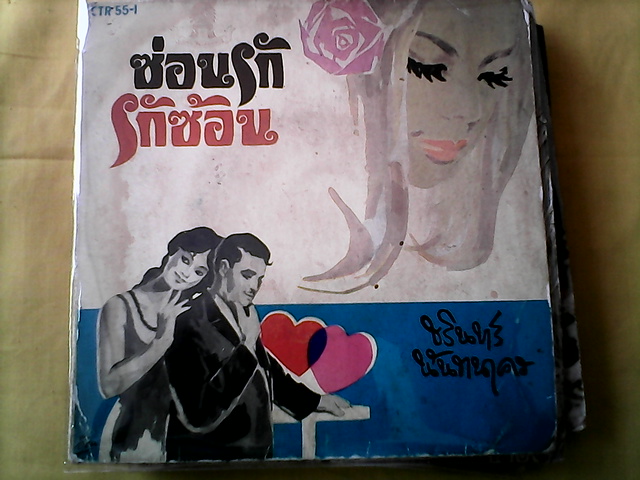 CTR 55-1
ซ่อนรัก
รักซ้อน
ชรินทร์
นันทนาคร